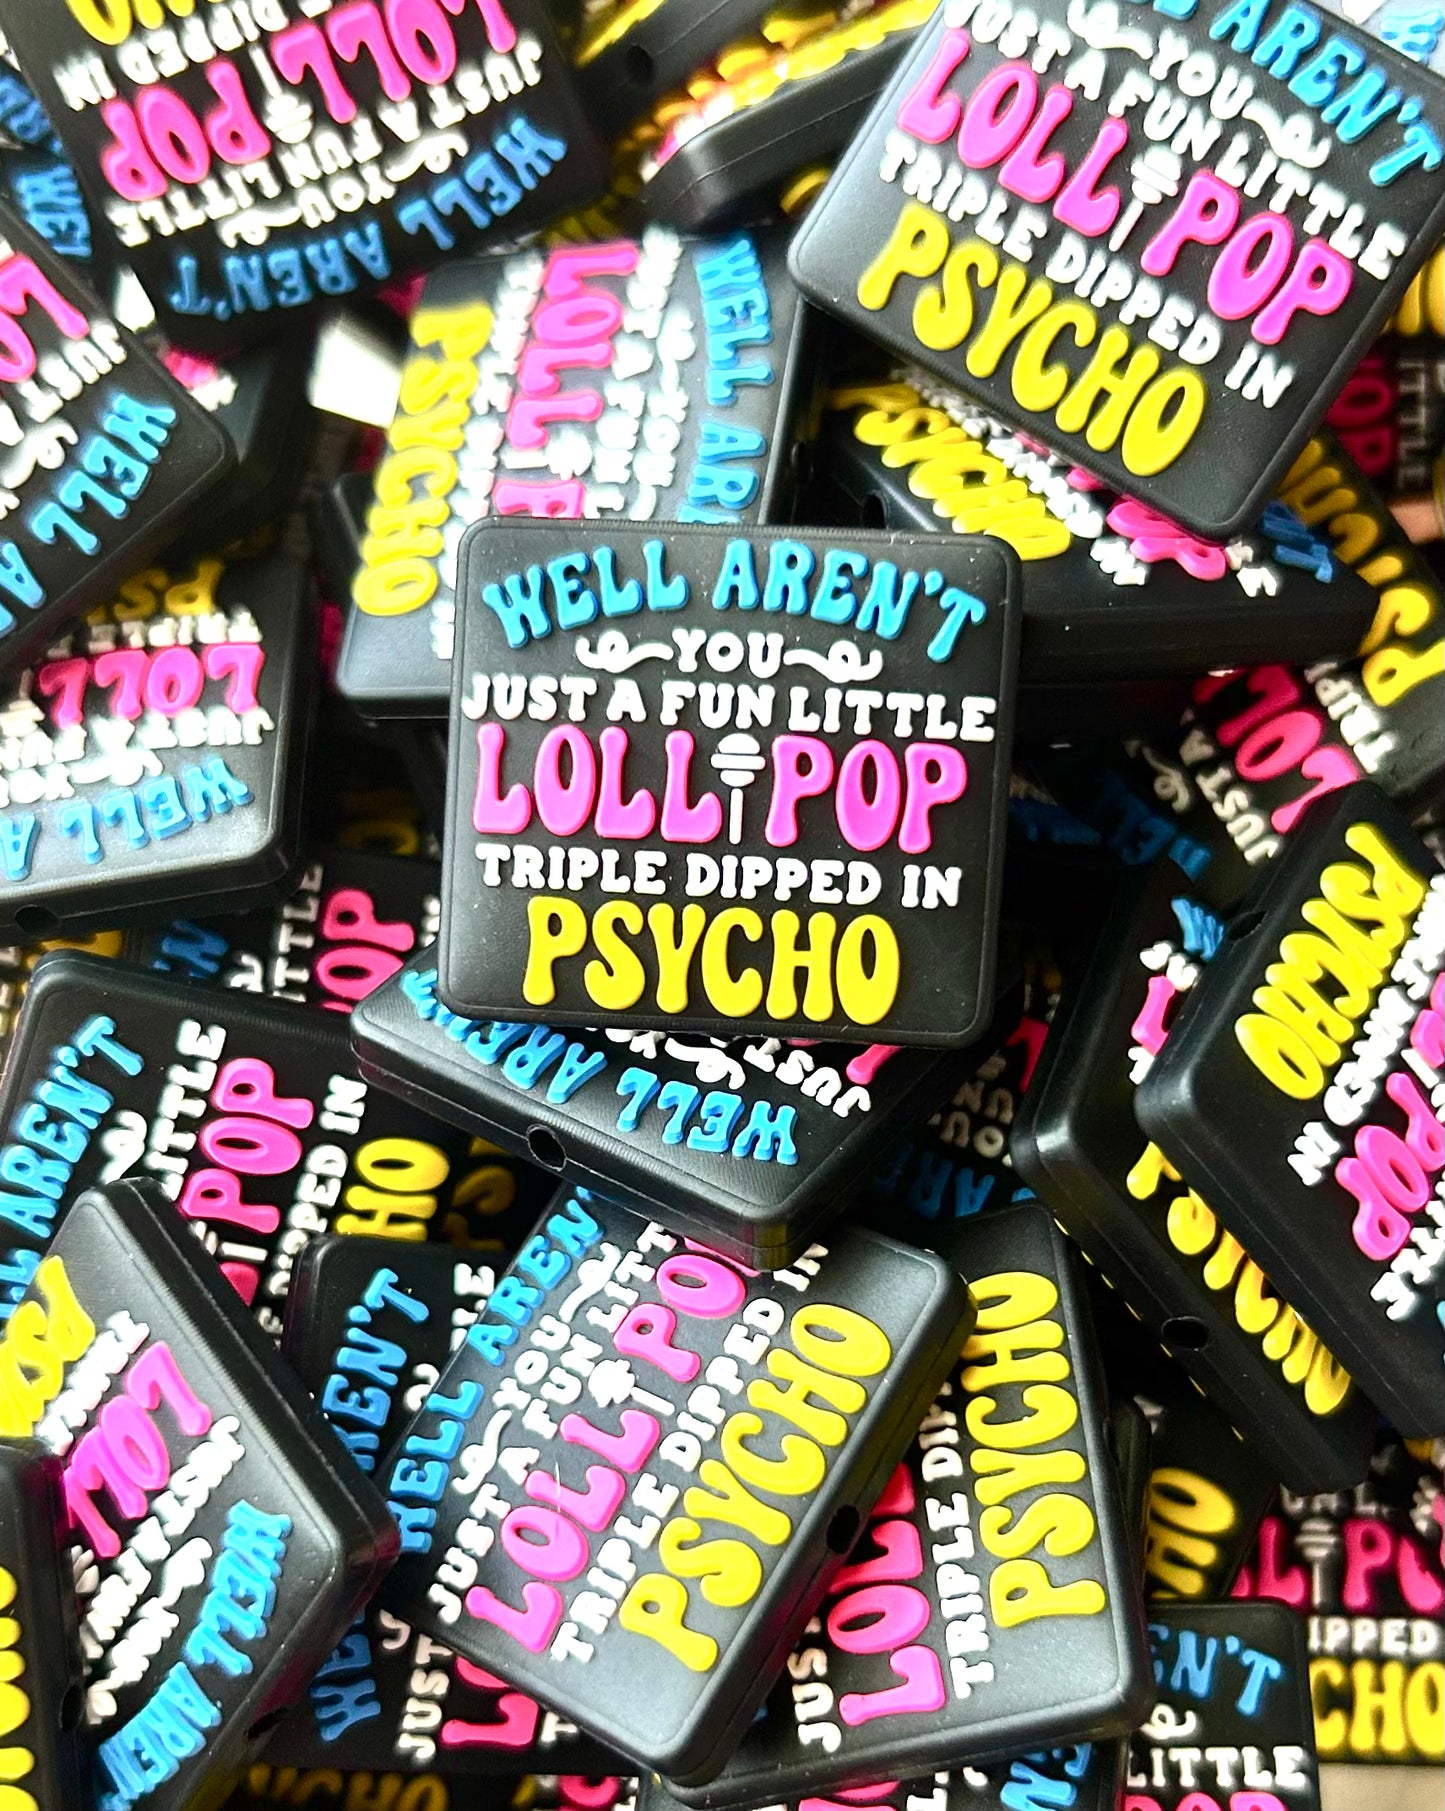 WELL AREN'T
YOU
JUST A FUN LITTLE
LOLLIPOP
TRIPLE DIPPED IN
PSYCHO